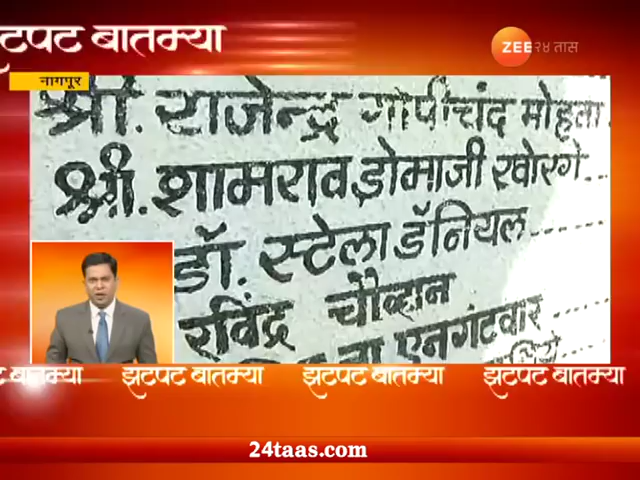 झटपट बातम्या
ZEE २४ तास
नागपूर
श्री. राजेन्द्र गोपीचंद मोहता
श्री. शामराव डोमाजी खोरगे
डॉ. स्टेला डॅनियल
रविंद्र चौव्हान
एनगंटवार
झटपट बातम्या झटपट बातम्या झटपट बातम्या झटपट बातम्या
24taas.com